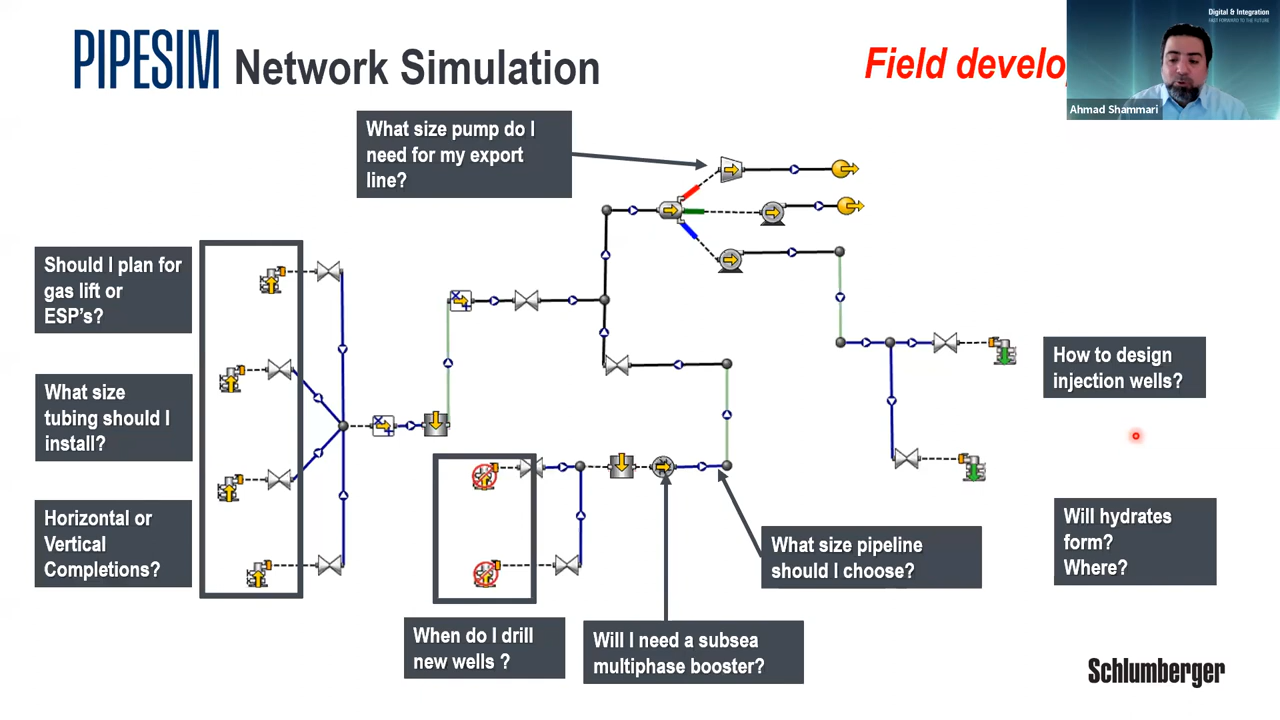 PIPESIM Network Simulation
Field develo
Digital & Integration
Ahmad Shammari
What size pump do I
need for my export
line?
Should I plan for
gas lift or
ESP's?
What size
tubing should I
install?
Horizontal or
Vertical
Completions?
How to design
injection wells?
Will hydrates
form?
Where?
What size pipeline
should I choose?
When do I drill
new wells ?
Will I need a subsea
multiphase booster?
Schlumberger